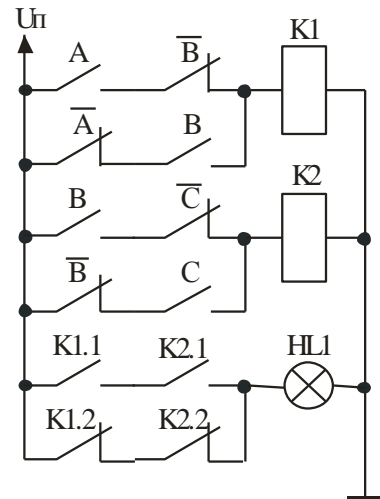 Uп
A B̅ K1
A̅ B
K2
B C̅
B̅ C
K1.1 K2.1 HL1
K1.2 K2.2